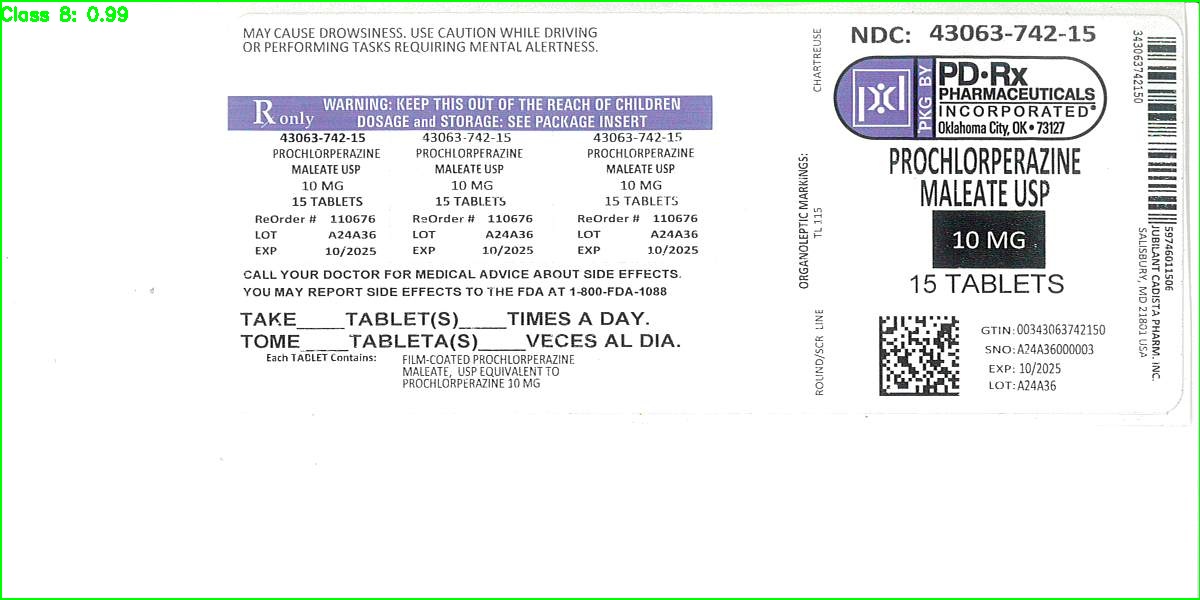 Class 8: 0.99
MAY CAUSE DROWSINESS. USE CAUTION WHILE DRIVING
OR PERFORMING TASKS REQUIRING MENTAL ALERTNESS.
Rx only
WARNING: KEEP THIS OUT OF THE REACH OF CHILDREN
DOSAGE and STORAGE: SEE PACKAGE INSERT
43063-742-15 43063-742-15 43063-742-15
PROCHLORPERAZINE PROCHLORPERAZINE PROCHLORPERAZINE
MALEATE USP MALEATE USP MALEATE USP
10 MG 10 MG 10 MG
15 TABLETS 15 TABLETS 15 TABLETS
ReOrder # 110676 ReOrder # 110676 ReOrder # 110676
LOT A24A36 LOT A24A36 LOT A24A36
EXP 10/2025 EXP 10/2025 EXP 10/2025
CALL YOUR DOCTOR FOR MEDICAL ADVICE ABOUT SIDE EFFECTS.
YOU MAY REPORT SIDE EFFECTS TO THE FDA AT 1-800-FDA-1088
TAKE_____TABLET(S)_____TIMES A DAY.
TOME_____TABLETA(S)_____VECES AL DIA.
Each TABLET Contains: FILM-COATED PROCHLORPERAZINE
MALEATE, USP EQUIVALENT TO
PROCHLORPERAZINE 10 MG
CHARTREUSE
ORGANOLEPTIC MARKINGS:
TL 115
ROUND/SCR LINE
NDC: 43063-742-15
PKG BY
PD·Rx
PHARMACEUTICALS
INCORPORATED®
Oklahoma City, OK • 73127
PROCHLORPERAZINE
MALEATE USP
10 MG
15 TABLETS
GTIN: 00343063742150
SNO: A24A36000003
EXP: 10/2025
LOT: A24A36
343063742150
59746011506
JUBILANT CADISTA PHARM. INC.
SALISBURY, MD 21801 USA